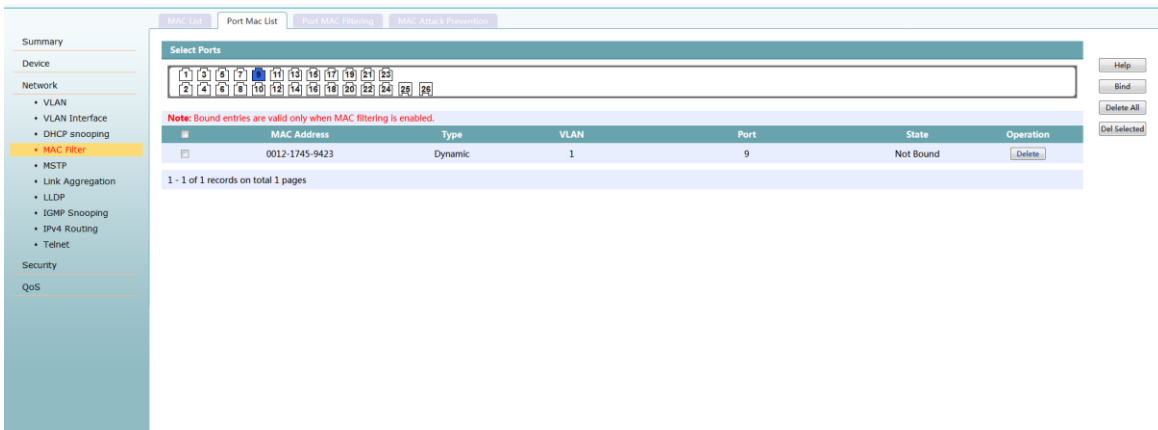 MAC List Port Mac List Port MAC Filtering MAC Attack Prevention
Summary
Device
Network
• VLAN
• VLAN Interface
• DHCP snooping
• MAC Filter
• MSTP
• Link Aggregation
• LLDP
• IGMP Snooping
• IPv4 Routing
• Telnet
Security
QoS
Select Ports
1 3 5 7 9 11 13 15 17 19 21 23
2 4 6 8 10 12 14 16 18 20 22 24 25 26
Note: Bound entries are valid only when MAC filtering is enabled.
MAC Address Type VLAN Port State Operation
0012-1745-9423 Dynamic 1 9 Not Bound Delete
1 - 1 of 1 records on total 1 pages
Help
Bind
Delete All
Del Selected